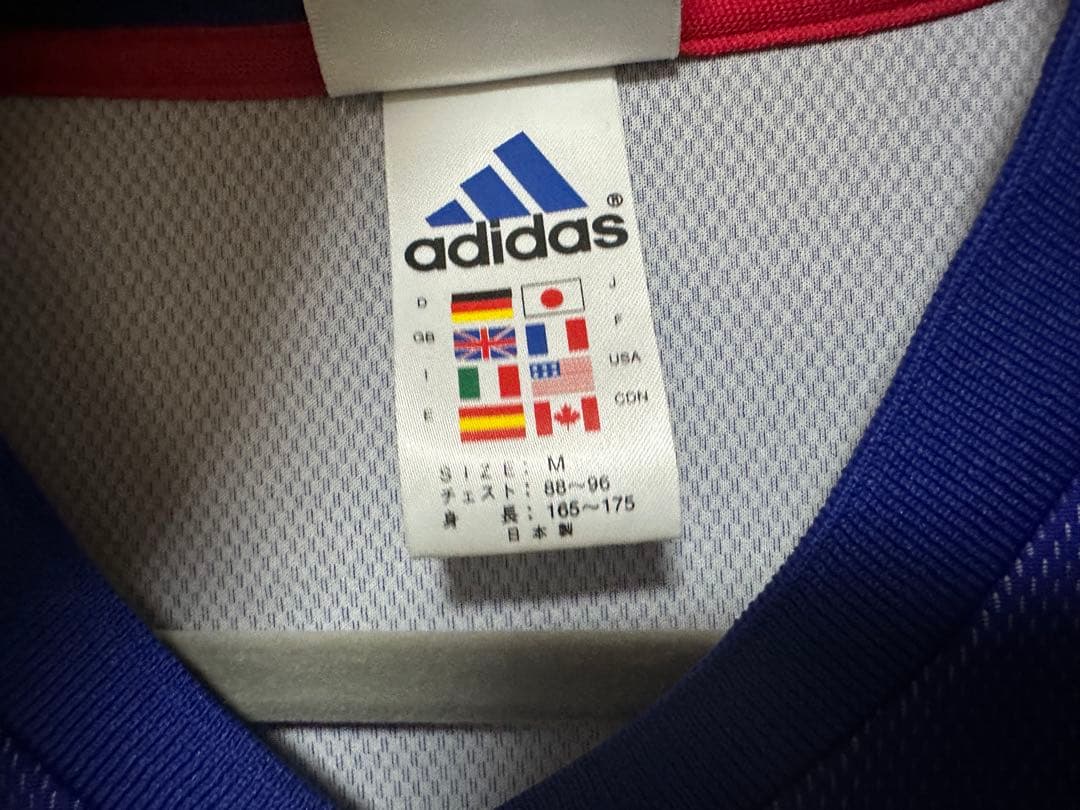 adidas®
D J
GB F
I USA
E CDN
SIZE: M
チェスト: 88～96
身長: 165～175
日本製